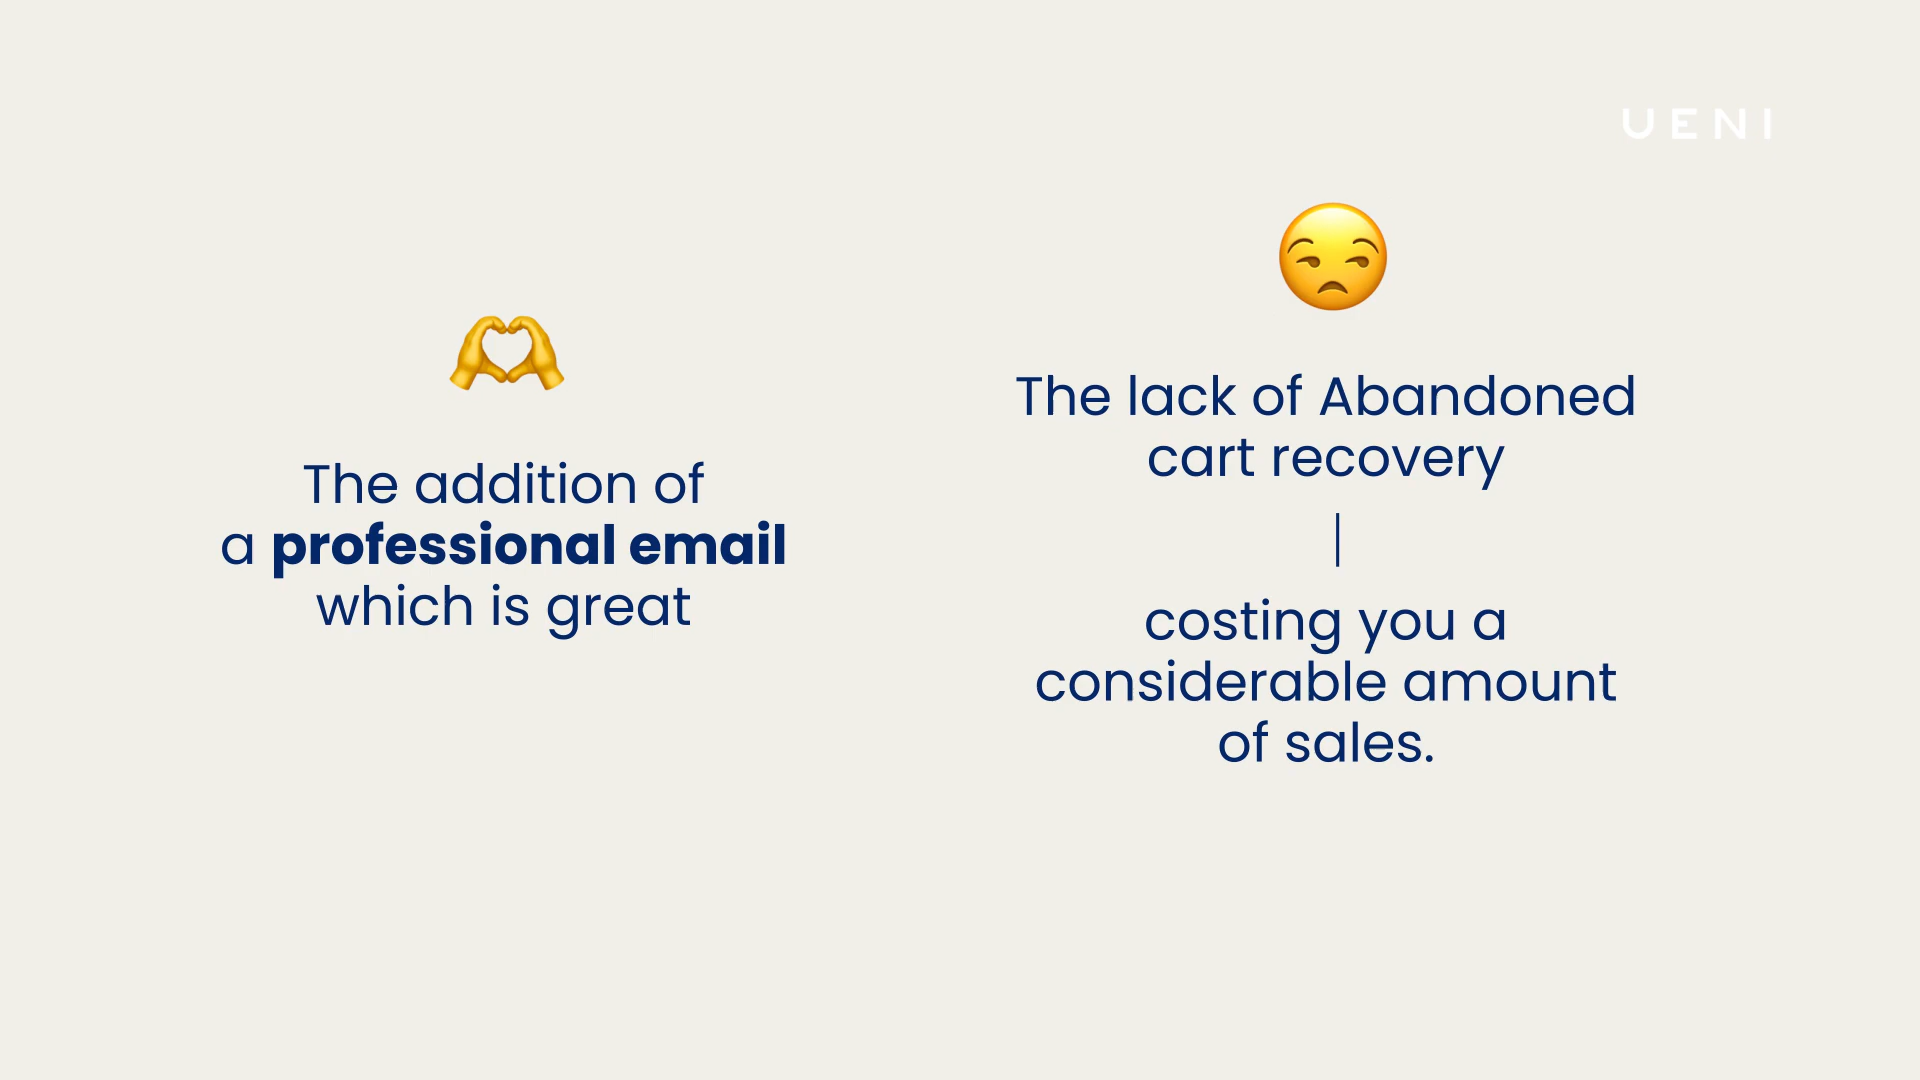 UENI
The addition of
a professional email
which is great
The lack of Abandoned
cart recovery
costing you a
considerable amount
of sales.